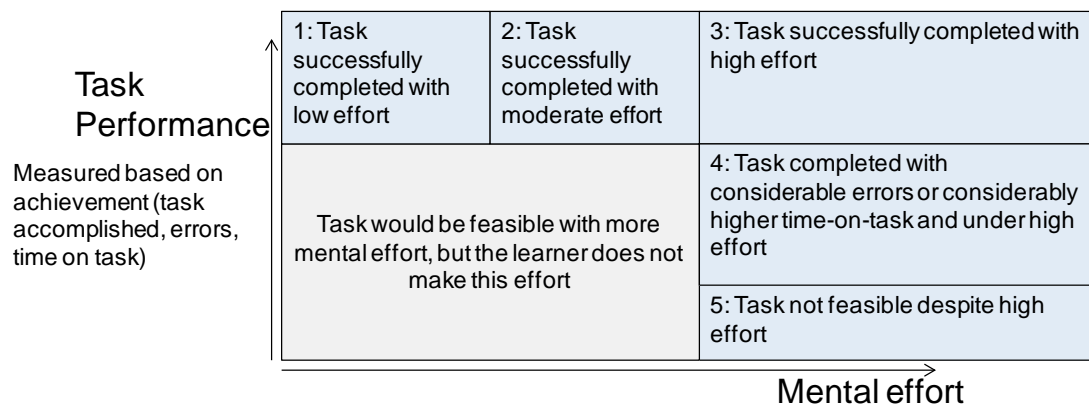 Task
Performance
Measured based on
achievement (task
accomplished, errors,
time on task)
1: Task
successfully
completed with
low effort
2: Task
successfully
completed with
moderate effort
3: Task successfully completed with
high effort
Task would be feasible with more
mental effort, but the learner does not
make this effort
4: Task completed with
considerable errors or considerably
higher time-on-task and under high
effort
5: Task not feasible despite high
effort
Mental effort